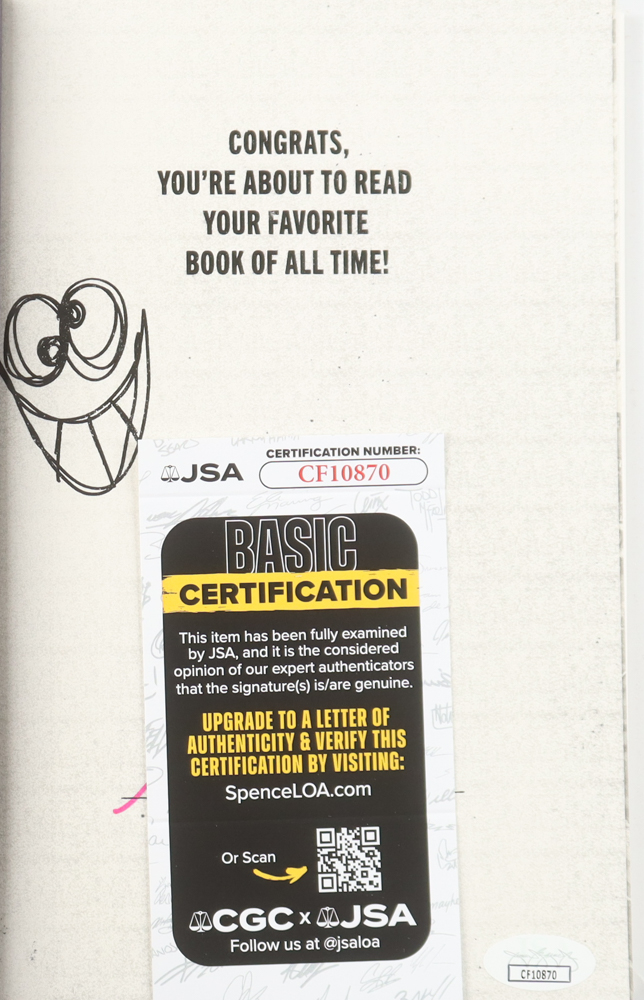 CONGRATS,
YOU'RE ABOUT TO READ
YOUR FAVORITE
BOOK OF ALL TIME!
CERTIFICATION NUMBER:
JSA CF10870
BASIC
CERTIFICATION
This item has been fully examined
by JSA, and it is the considered
opinion of our expert authenticators
that the signature(s) is/are genuine.
UPGRADE TO A LETTER OF
AUTHENTICITY & VERIFY THIS
CERTIFICATION BY VISITING:
SpenceLOA.com
Or Scan
CGC x JSA
Follow us at @jsaloa
CF10870